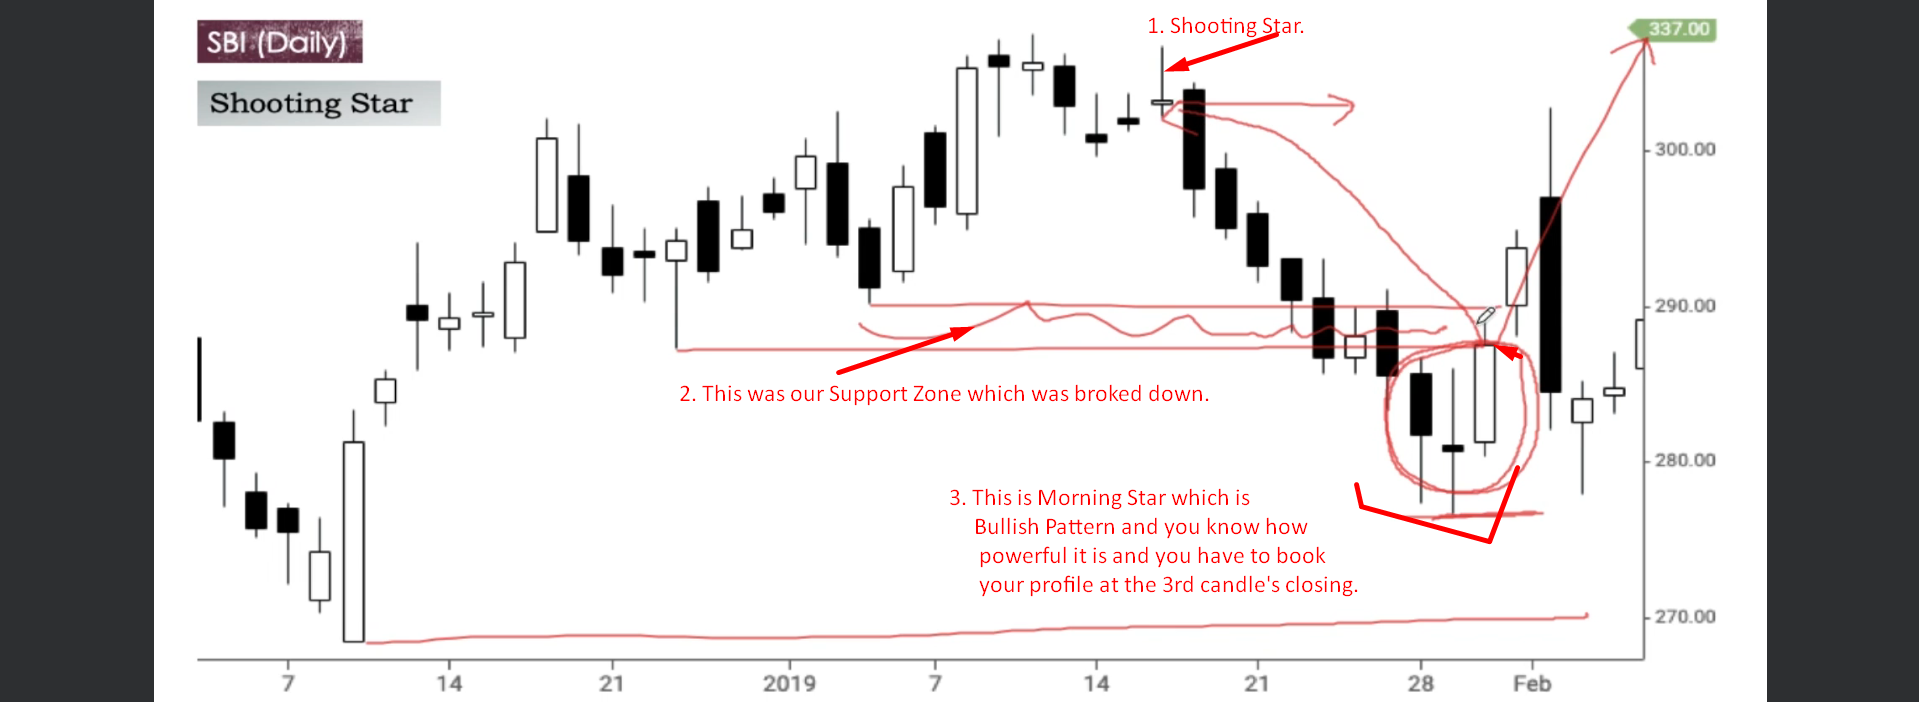 SBI (Daily)
Shooting Star
1. Shooting Star.
337.00
300.00
290.00
2. This was our Support Zone which was broked down.
280.00
3. This is Morning Star which is
Bullish Pattern and you know how
powerful it is and you have to book
your profile at the 3rd candle's closing.
270.00
7 14 21 2019 7 14 21 28 Feb